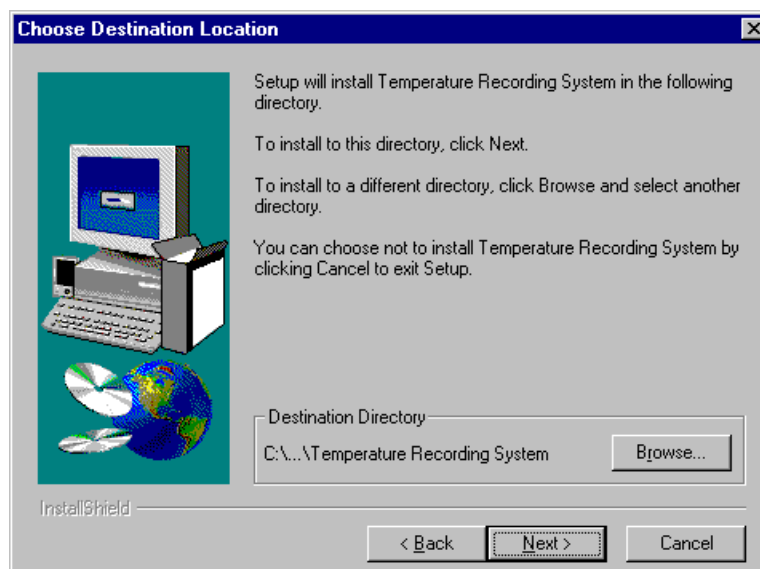 Choose Destination Location
Setup will install Temperature Recording System in the following
directory.
To install to this directory, click Next.
To install to a different directory, click Browse and select another
directory.
You can choose not to install Temperature Recording System by
clicking Cancel to exit Setup.
Destination Directory
C:\...\Temperature Recording System
Browse...
InstallShield
< Back
Next >
Cancel